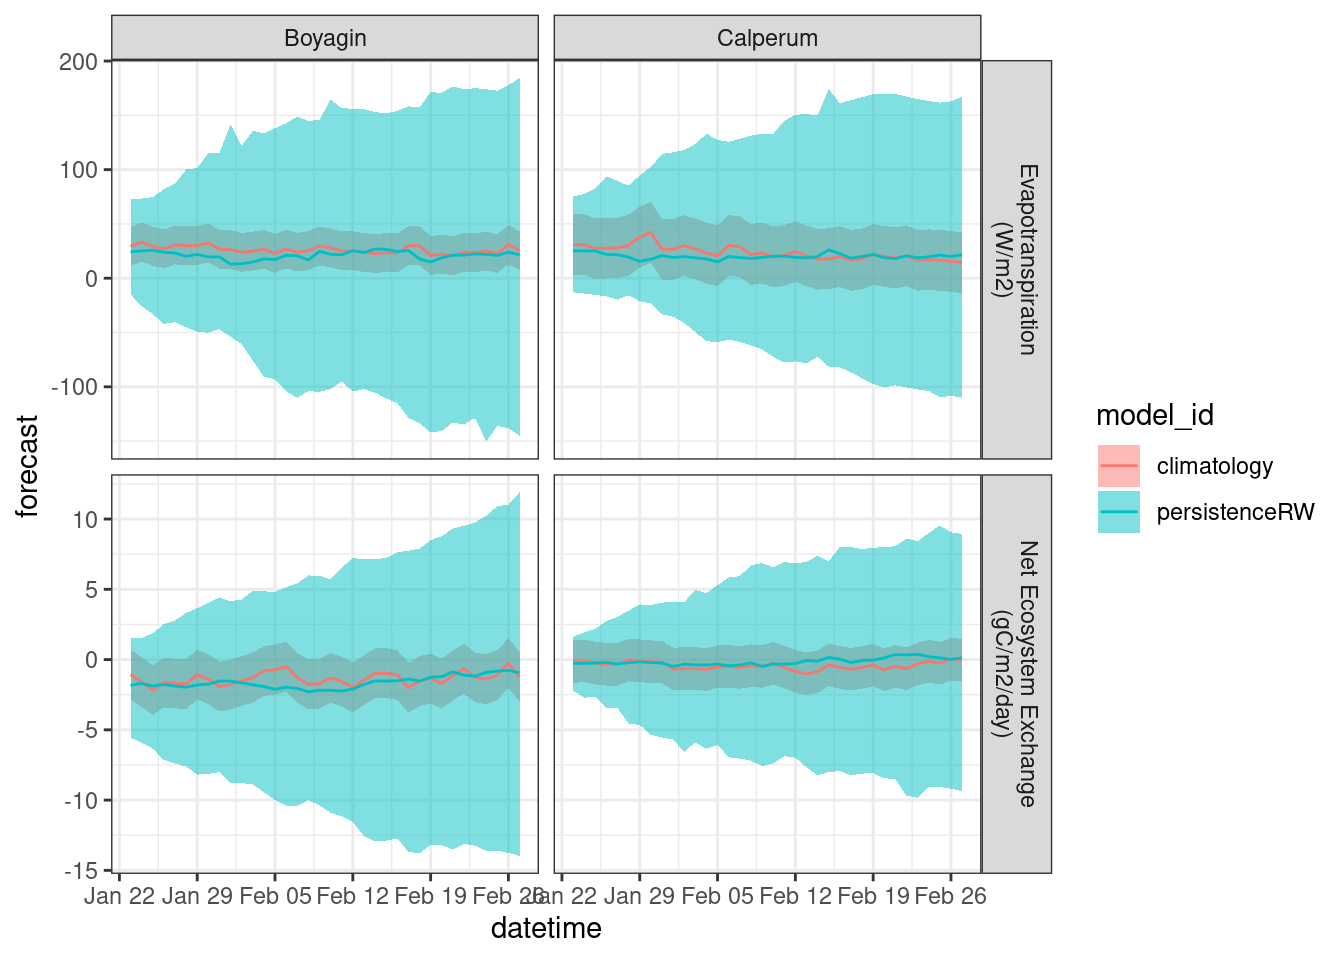 Boyagin
Calperum
200
100
0
-100
Evapotranspiration
(W/m2)
10
5
0
-5
-10
-15
Net Ecosystem Exchange
(gC/m2/day)
Jan 22 Jan 29 Feb 05 Feb 12 Feb 19 Feb 26
Jan 22 Jan 29 Feb 05 Feb 12 Feb 19 Feb 26
datetime
forecast
model_id
climatology
persistenceRW